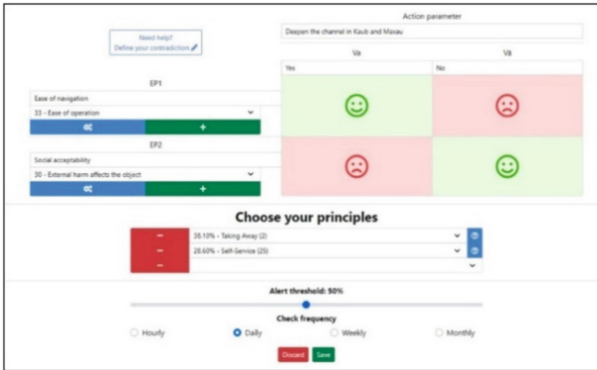 Action parameter
Need help?
Define your contradiction
Deepen the channel in Kaub and Maxau
Va
Vā
Yes
No
EP1
Ease of navigation
33 - Ease of operation
+
EP2
Social acceptability
30 - External harm affects the object
+
Choose your principles
38.10% - Taking Away (2)
28.60% - Self-Service (25)
Alert threshold: 50%
Check frequency
Hourly
Daily
Weekly
Monthly
Discard
Save